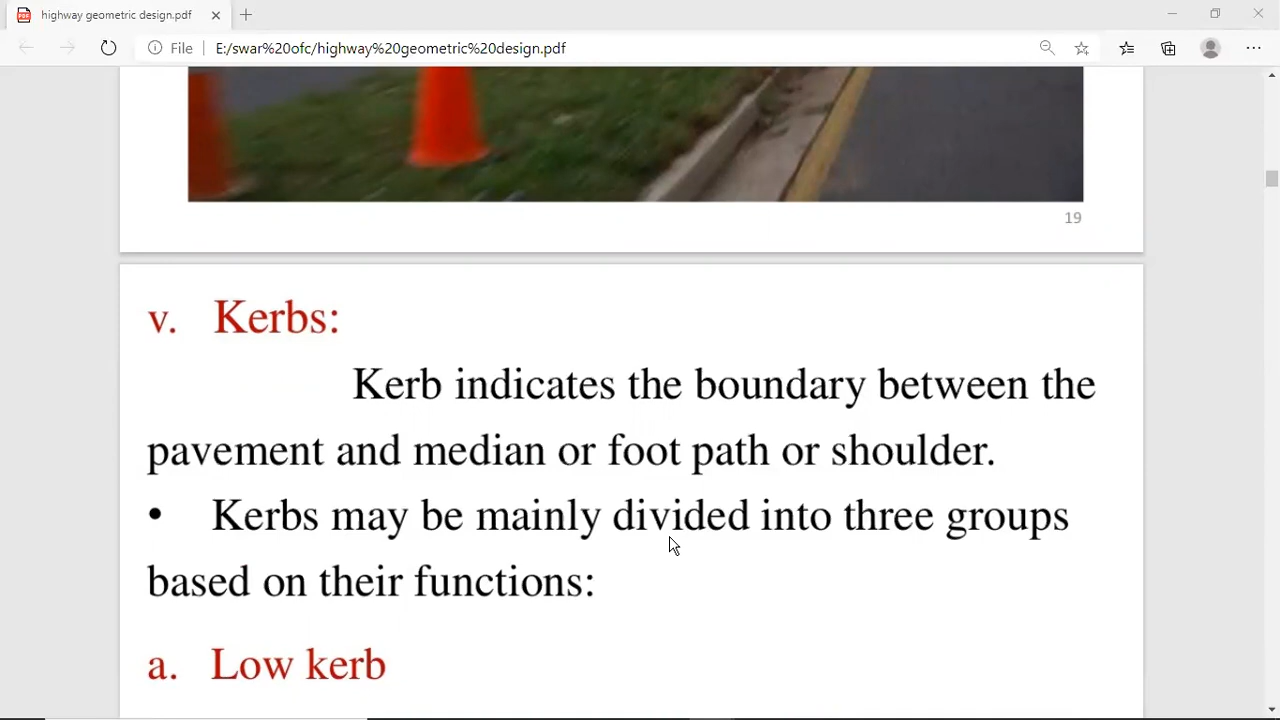 highway geometric design.pdf
File
E:/swar%20ofc/highway%20geometric%20design.pdf
19
v. Kerbs:
Kerb indicates the boundary between the
pavement and median or foot path or shoulder.
• Kerbs may be mainly divided into three groups
based on their functions:
a. Low kerb